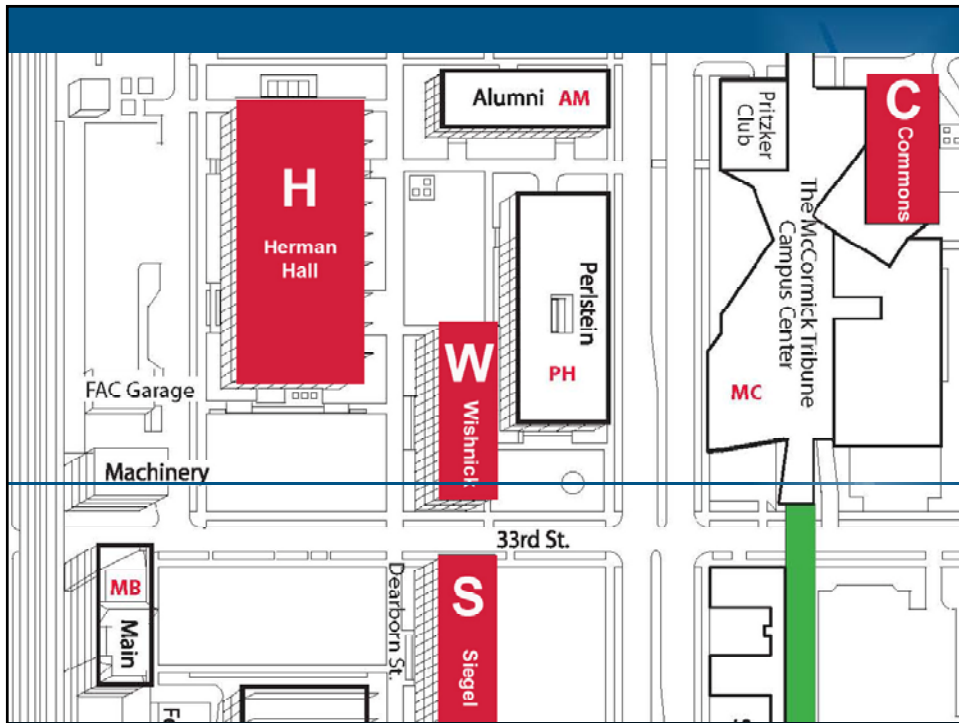 Alumni AM
Pritzker
Club
C
Commons
H
Herman
Hall
The McCormick Tribune
Campus Center
Perlstein
PH
W
Wishnick
MC
FAC Garage
Machinery
33rd St.
MB
Main
Dearborn St.
S
Siegel